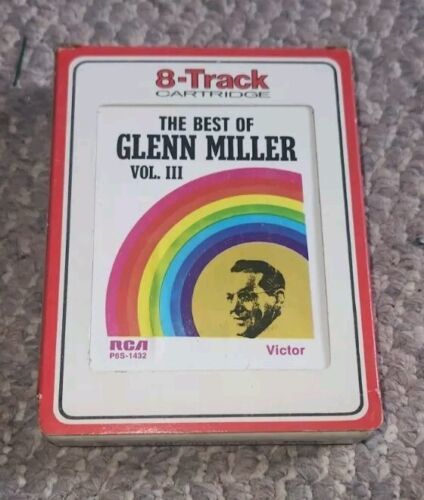 8-Track
CARTRIDGE
THE BEST OF
GLENN MILLER
VOL. III
RCA
P8S-1432
Victor